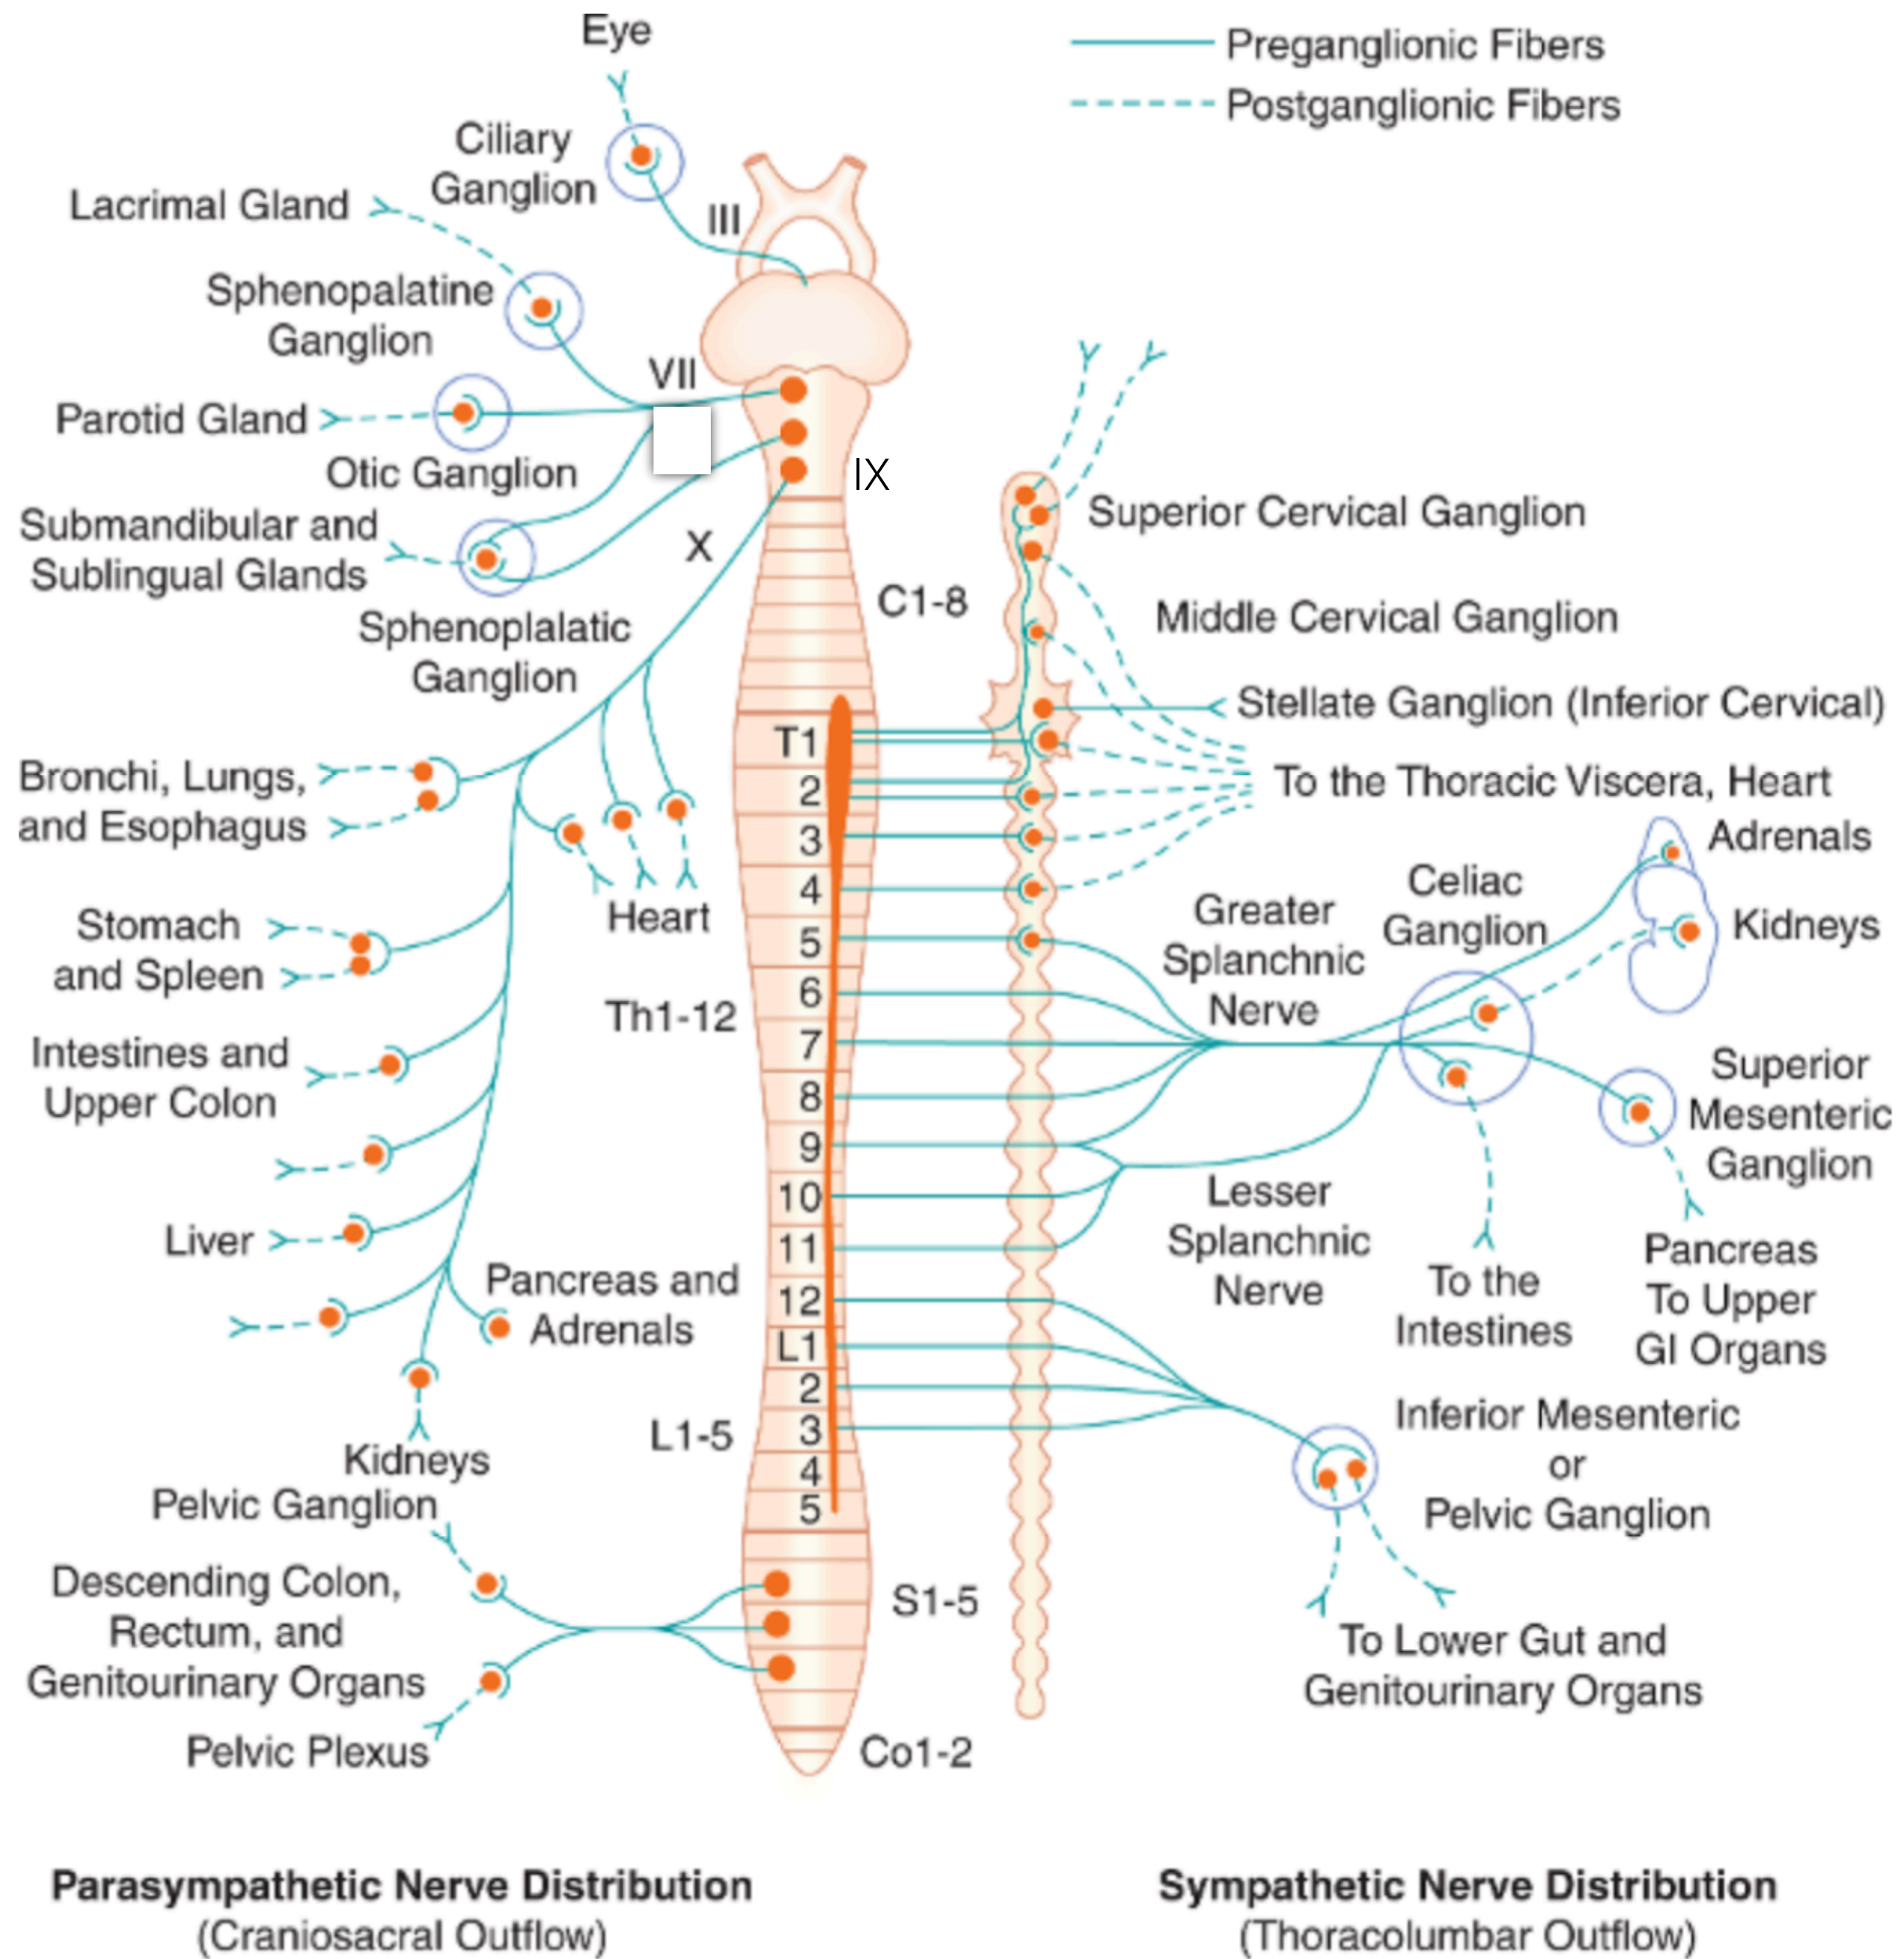 Eye
Preganglionic Fibers
Postganglionic Fibers
Ciliary
Ganglion
Lacrimal Gland
III
Sphenopalatine
Ganglion
VII
Parotid Gland
Otic Ganglion
IX
Submandibular and
Sublingual Glands
X
Superior Cervical Ganglion
C1-8
Sphenoplalatic
Ganglion
Middle Cervical Ganglion
Stellate Ganglion (Inferior Cervical)
To the Thoracic Viscera, Heart
Bronchi, Lungs,
and Esophagus
Heart
Stomach
and Spleen
Intestines and
Upper Colon
Liver
Pancreas and
Adrenals
Kidneys
Th1-12
L1-5
T1
2
3
4
5
6
7
8
9
10
11
12
L1
2
3
4
5
Adrenals
Kidneys
Celiac
Ganglion
Greater
Splanchnic
Nerve
Superior
Mesenteric
Ganglion
Lesser
Splanchnic
Nerve
To the
Intestines
Pancreas
To Upper
GI Organs
Inferior Mesenteric
or
Pelvic Ganglion
Pelvic Ganglion
Descending Colon,
Rectum, and
Genitourinary Organs
Pelvic Plexus
S1-5
Co1-2
To Lower Gut and
Genitourinary Organs
Parasympathetic Nerve Distribution
(Craniosacral Outflow)
Sympathetic Nerve Distribution
(Thoracolumbar Outflow)